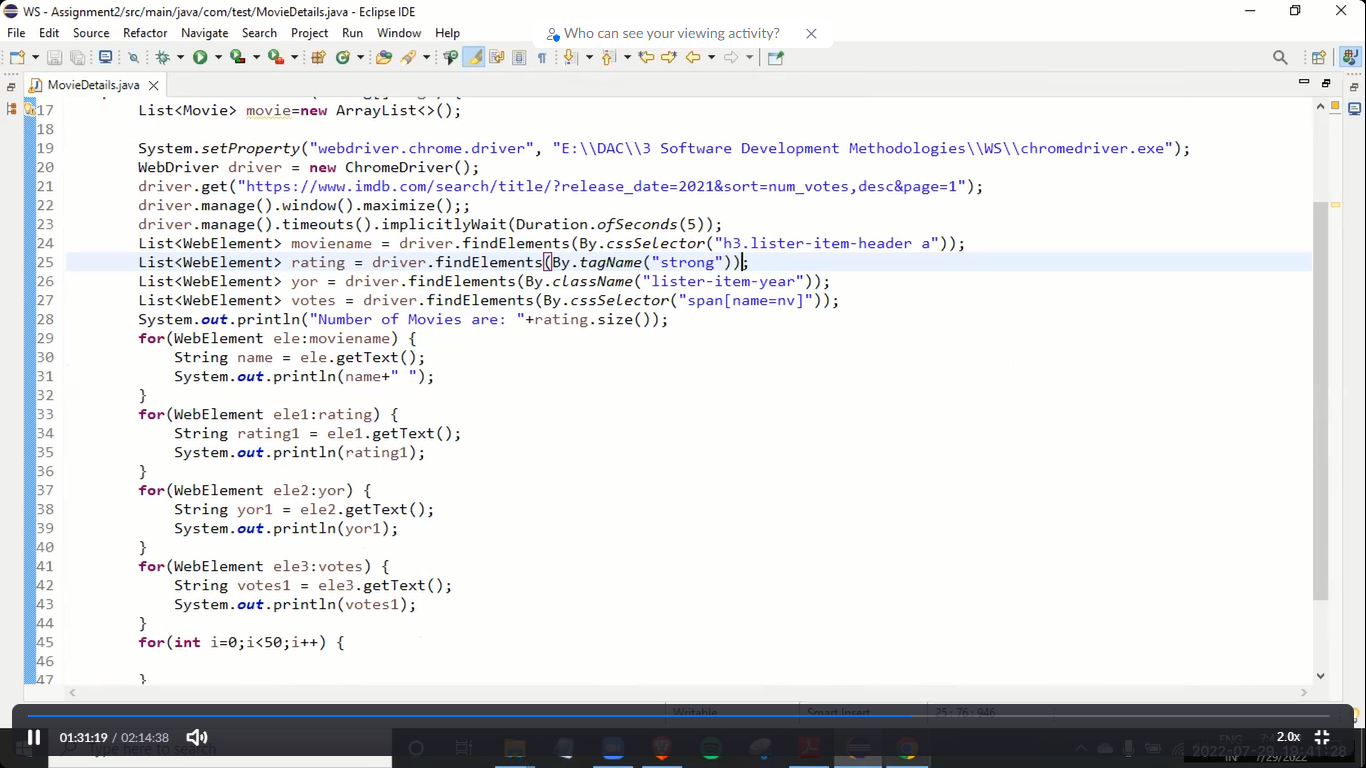 WS - Assignment2/src/main/java/com/test/MovieDetails.java - Eclipse IDE
File Edit Source Refactor Navigate Search Project Run Window Help
Who can see your viewing activity?
MovieDetails.java
17 List<Movie> movie=new ArrayList<>();
18
19 System.setProperty("webdriver.chrome.driver", "E:\\DAC\\3 Software Development Methodologies\\WS\\chromedriver.exe");
20 WebDriver driver = new ChromeDriver();
21 driver.get("https://www.imdb.com/search/title/?release_date=2021&sort=num_votes,desc&page=1");
22 driver.manage().window().maximize();;
23 driver.manage().timeouts().implicitlyWait(Duration.ofSeconds(5));
24 List<WebElement> moviename = driver.findElements(By.cssSelector("h3.lister-item-header a"));
25 List<WebElement> rating = driver.findElements(By.tagName("strong"));
26 List<WebElement> yor = driver.findElements(By.className("lister-item-year"));
27 List<WebElement> votes = driver.findElements(By.cssSelector("span[name=nv]"));
28 System.out.println("Number of Movies are: "+rating.size());
29 for(WebElement ele:moviename) {
30 String name = ele.getText();
31 System.out.println(name+" ");
32 }
33 for(WebElement ele1:rating) {
34 String rating1 = ele1.getText();
35 System.out.println(rating1);
36 }
37 for(WebElement ele2:yor) {
38 String yor1 = ele2.getText();
39 System.out.println(yor1);
40 }
41 for(WebElement ele3:votes) {
42 String votes1 = ele3.getText();
43 System.out.println(votes1);
44 }
45 for(int i=0;i<50;i++) {
46
47 }
Writable Smart Insert 25 : 76 : 946
01:31:19 / 02:14:38 2.0x
Type here to search
ENG
IN 7/29/2022
2022-07-29 19:41:28